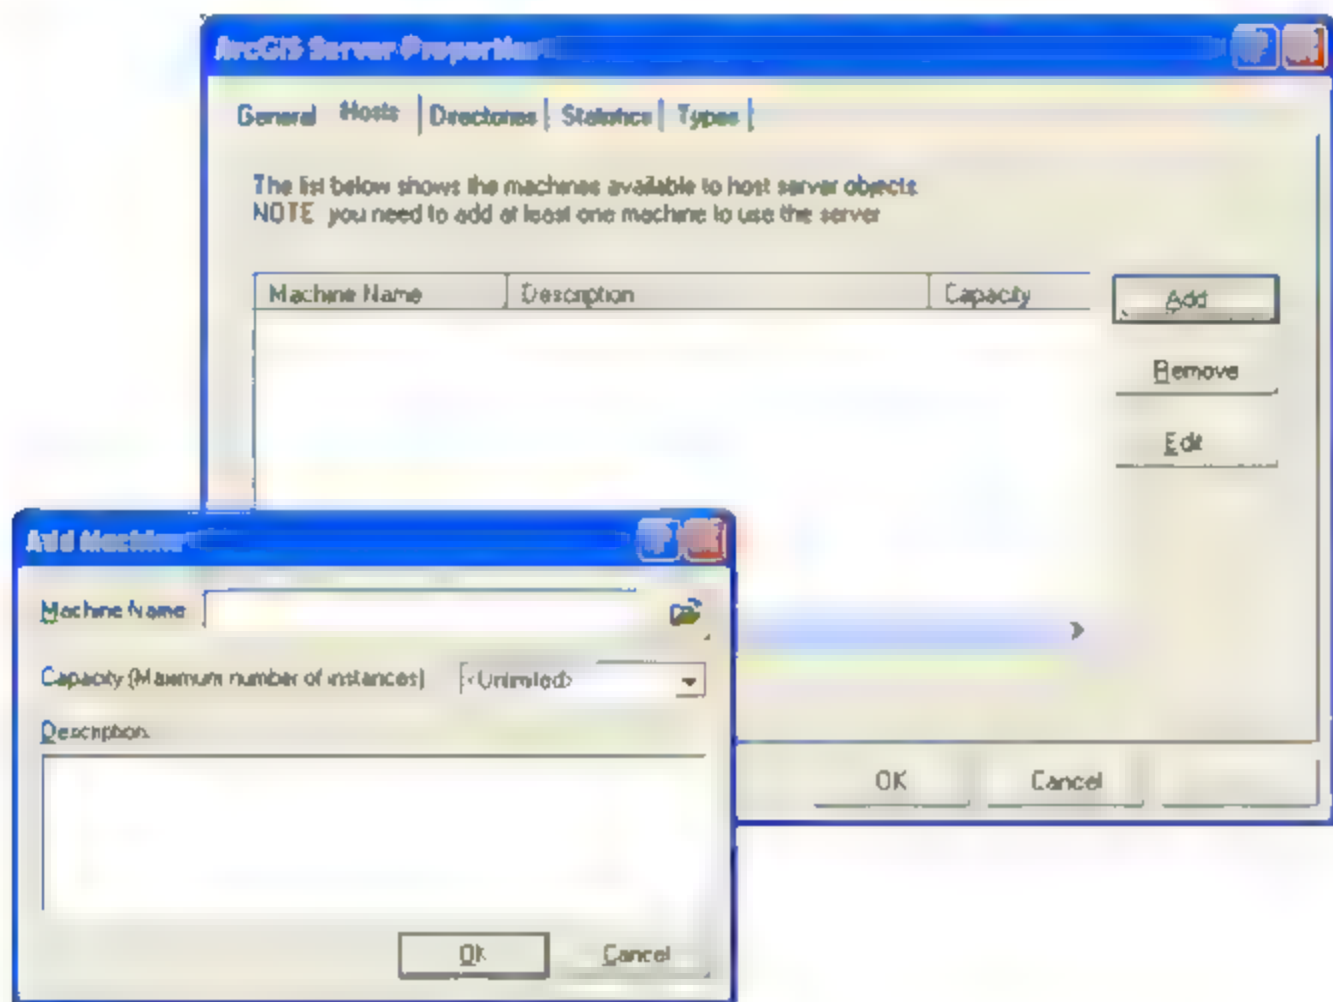 ArcGIS Server Properties
General Hosts Directories Statistics Types
The list below shows the machines available to host server objects
NOTE you need to add at least one machine to use the server
Machine Name Description Capacity
Add
Remove
Edit
OK Cancel
Add Machine
Machine Name
Capacity (Maximum number of instances) <Unlimited>
Description
OK Cancel